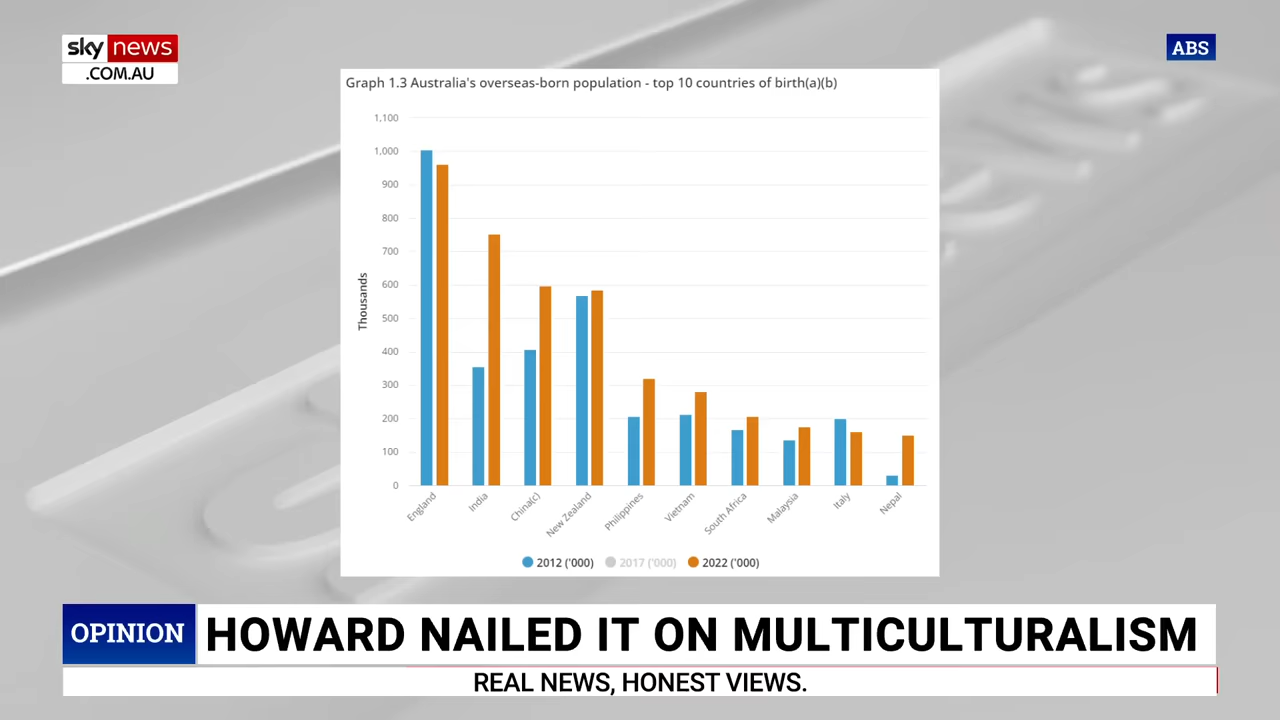 sky news
.COM.AU
ABS
Graph 1.3 Australia's overseas-born population - top 10 countries of birth(a)(b)
1,100
1,000
900
800
700
600
500
400
300
200
100
0
Thousands
England
India
China(c)
New Zealand
Philippines
Vietnam
South Africa
Malaysia
Italy
Nepal
2012 ('000) 2017 ('000) 2022 ('000)
OPINION HOWARD NAILED IT ON MULTICULTURALISM
REAL NEWS, HONEST VIEWS.